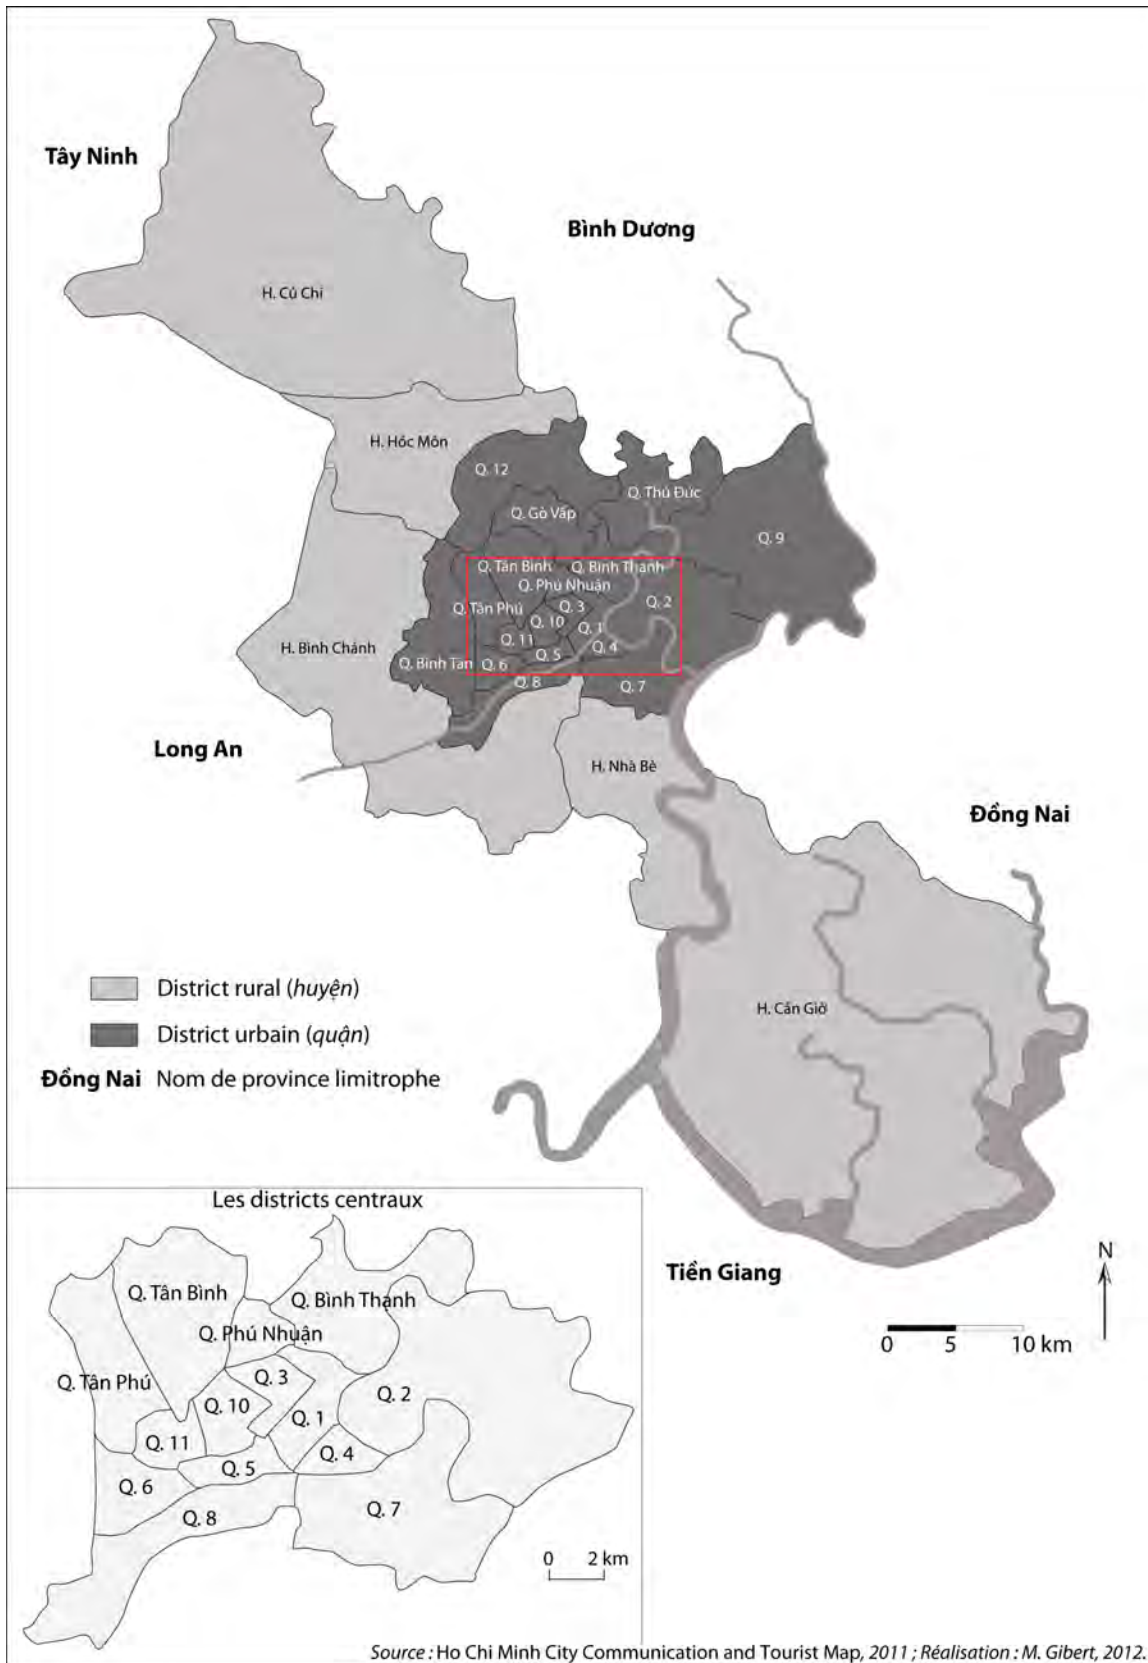 Tây Ninh
Bình Dương
H. Củ Chi
H. Hóc Môn
Q. 12
Q. Thủ Đức
Q. Gò Vấp
Q. 9
Q. Tân Bình
Q. Bình Thạnh
Q. Phú Nhuận
Q. Tân Phú
Q. 3
Q. 2
Q. 10
Q. 1
Q. 11
Q. 4
H. Bình Chánh
Q. Bình Tân
Q. 6
Q. 5
Q. 8
Q. 7
Long An
H. Nhà Bè
Đồng Nai
District rural (huyện)
H. Cần Giờ
District urbain (quận)
Đồng Nai Nom de province limitrophe
Les districts centraux
N
Tiền Giang
Q. Tân Bình
Q. Bình Thạnh
Q. Phú Nhuận
0 5 10 km
Q. Tân Phú
Q. 3
Q. 2
Q. 10
Q. 1
Q. 11
Q. 4
Q. 5
Q. 6
Q. 7
Q. 8
0 2 km
Source : Ho Chi Minh City Communication and Tourist Map, 2011 ; Réalisation : M. Gibert, 2012.